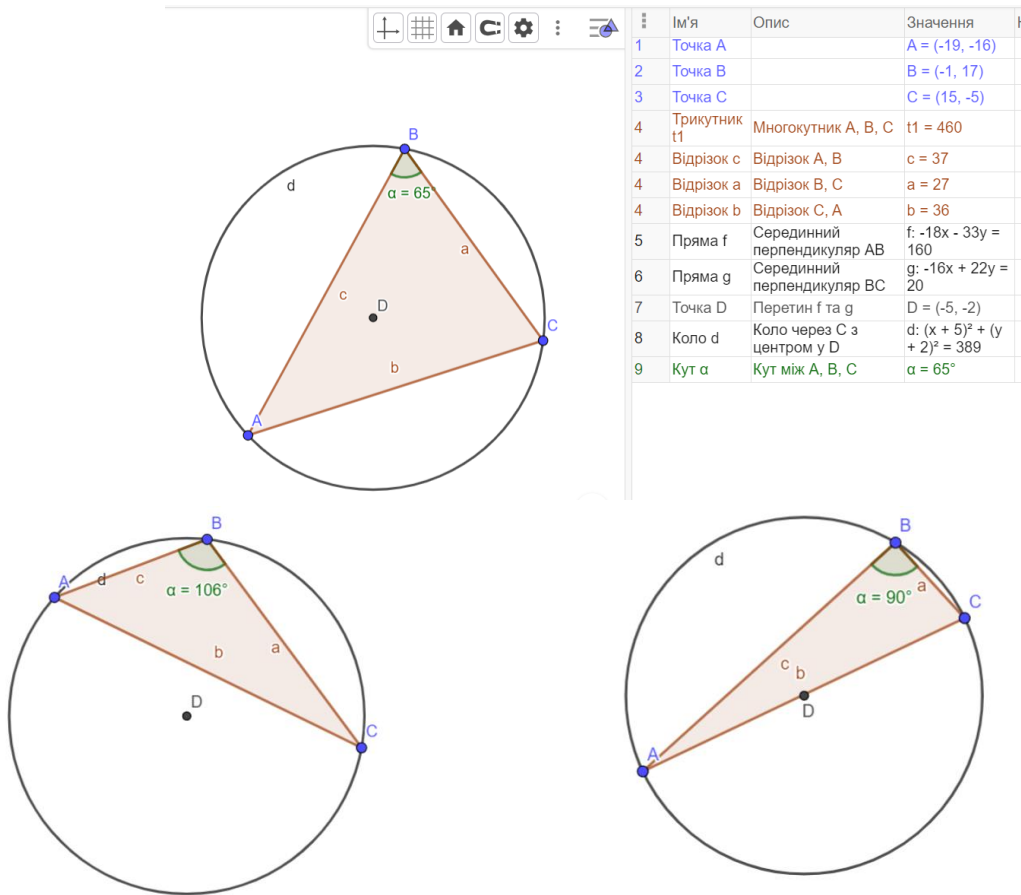 Ім'я Опис Значення
1 Точка A A = (-19, -16)
2 Точка B B = (-1, 17)
3 Точка C C = (15, -5)
4 Трикутник t1 Многокутник A, B, C t1 = 460
4 Відрізок c Відрізок A, B c = 37
4 Відрізок a Відрізок B, C a = 27
4 Відрізок b Відрізок C, A b = 36
5 Пряма f Серединний перпендикуляр AB f: -18x - 33y = 160
6 Пряма g Серединний перпендикуляр BC g: -16x + 22y = 20
7 Точка D Перетин f та g D = (-5, -2)
8 Коло d Коло через C з центром у D d: (x + 5)² + (y + 2)² = 389
9 Кут α Кут між A, B, C α = 65°
B
d
α = 65°
a
c
D
C
b
A
B
A
d
c
α = 106°
b
a
D
C
B
d
a
α = 90°
C
c
b
D
A